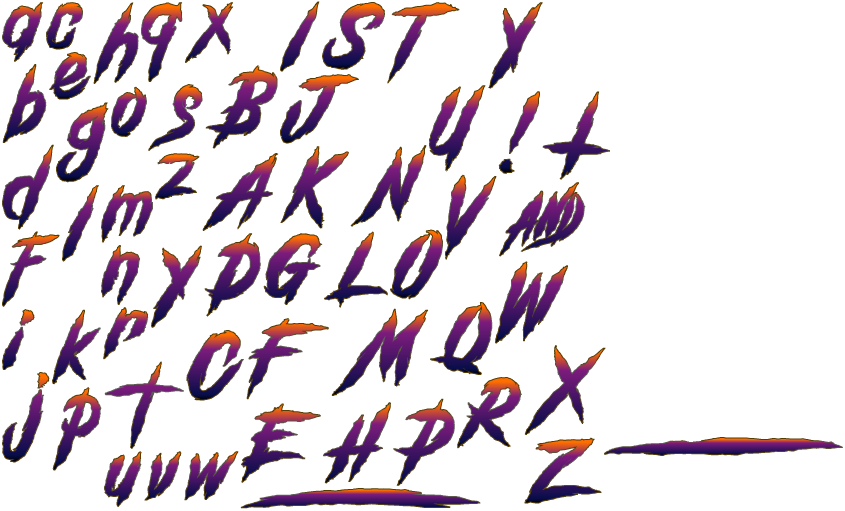 a c h q x I S T Y
b e g o s B J U ! +
d l m z A K N V AND
F n y D G L O
i k r C F M Q W
j p t E H P R X
u v w Z